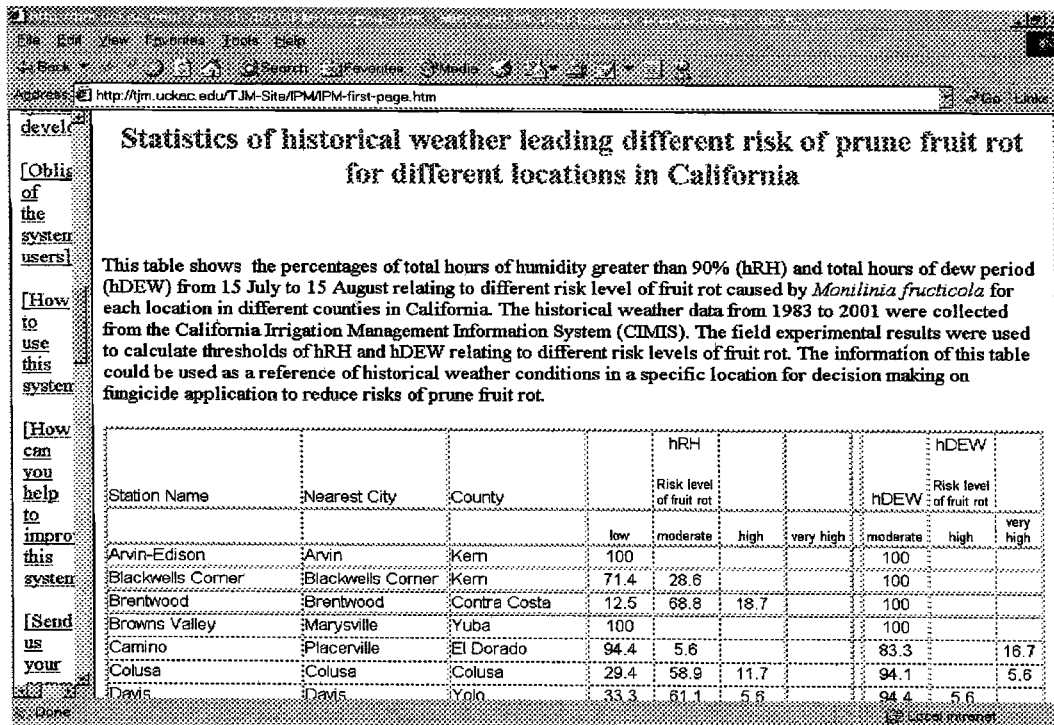 File Edit View Favorites Tools Help
Back Search Favorites Media
Address http://tjm.uckac.edu/TJM-Site/IPM/IPM-first-page.htm Go Links
develo
[Oblig
of
the
system
users]
[How
to
use
this
system
[How
can
you
help
to
impro
this
system
[Send
us
your
Statistics of historical weather leading different risk of prune fruit rot
for different locations in California
This table shows the percentages of total hours of humidity greater than 90% (hRH) and total hours of dew period
(hDEW) from 15 July to 15 August relating to different risk level of fruit rot caused by Monilinia fructicola for
each location in different counties in California. The historical weather data from 1983 to 2001 were collected
from the California Irrigation Management Information System (CIMIS). The field experimental results were used
to calculate thresholds of hRH and hDEW relating to different risk levels of fruit rot. The information of this table
could be used as a reference of historical weather conditions in a specific location for decision making on
fungicide application to reduce risks of prune fruit rot.
hRH hDEW
Risk level Risk level
Station Name Nearest City County of fruit rot hDEW of fruit rot
low moderate high very high moderate high very high
Arvin-Edison Arvin Kern 100 100
Blackwells Corner Blackwells Corner Kern 71.4 28.6 100
Brentwood Brentwood Contra Costa 12.5 68.8 18.7 100
Browns Valley Marysville Yuba 100 100
Camino Placerville El Dorado 94.4 5.6 83.3 16.7
Colusa Colusa Colusa 29.4 58.9 11.7 94.1 5.6
Davis Davis Yolo 33.3 61.1 5.6 94.4 5.6
Done Local intranet